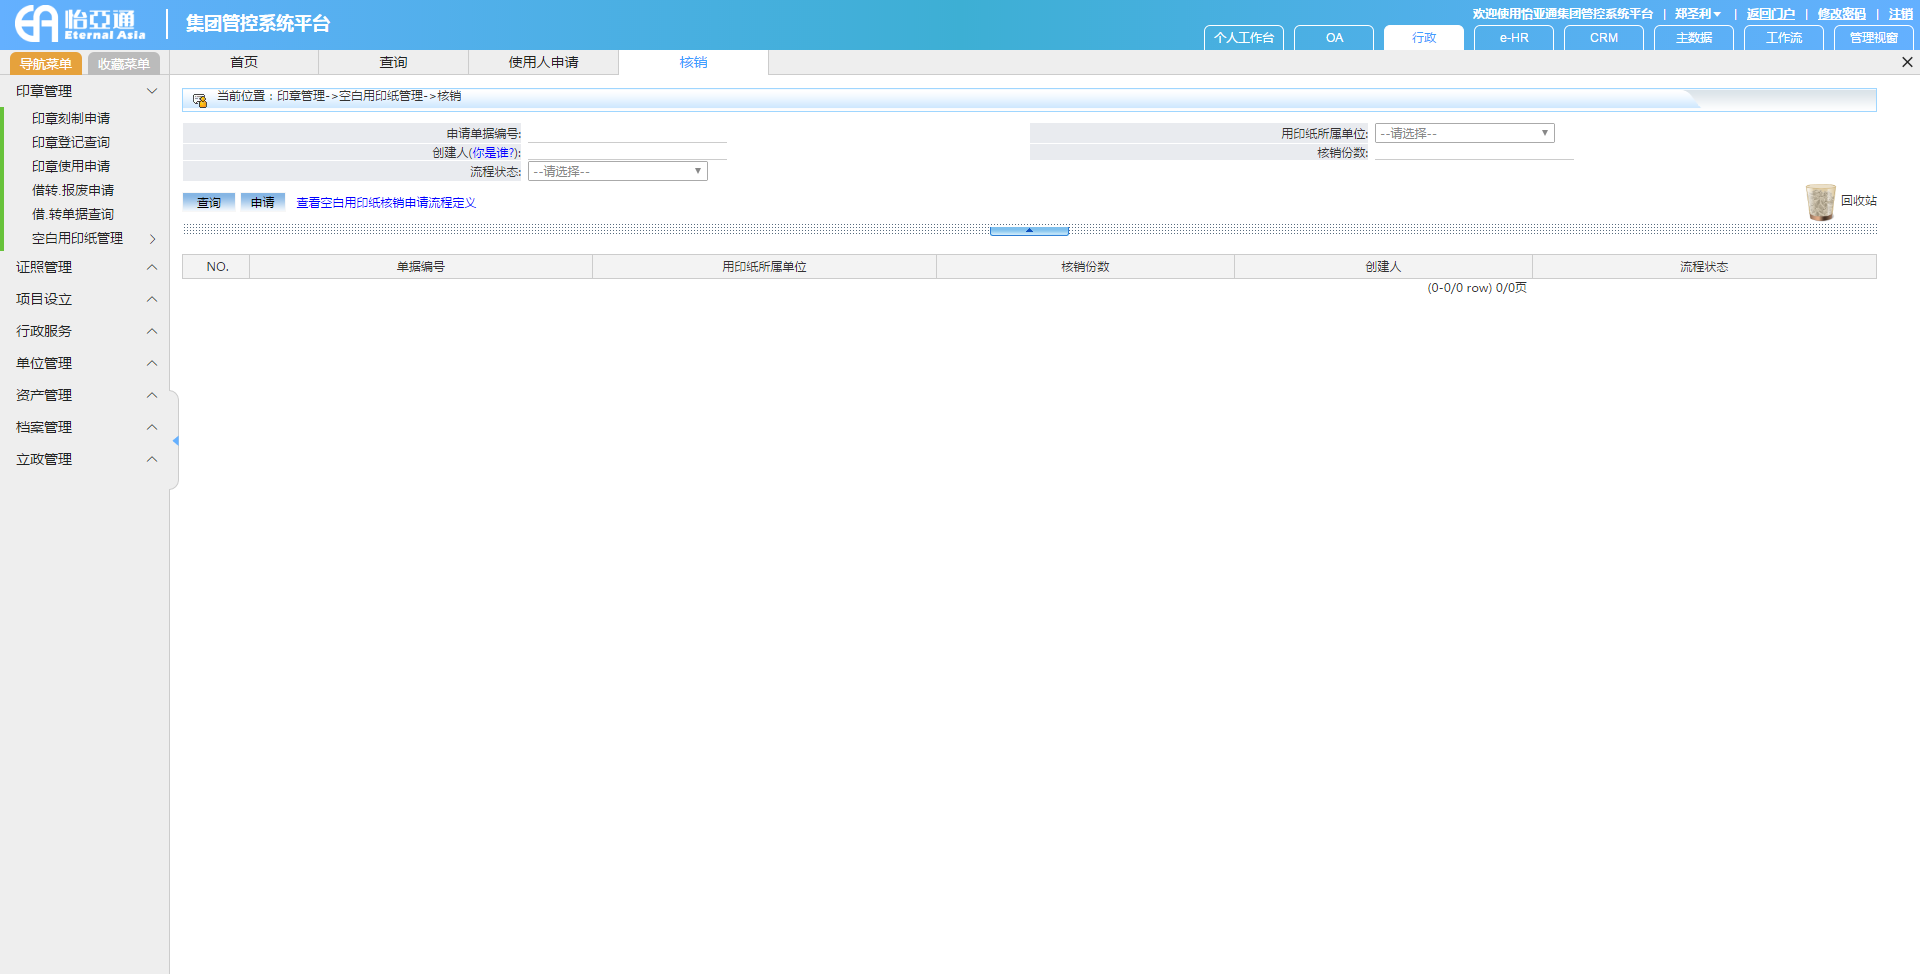 怡亞通
Eternal Asia
集团管控系统平台
欢迎使用怡亚通集团管控系统平台 | 郑圣利 | 返回门户 | 修改密码 | 注销
个人工作台 OA 行政 e-HR CRM 主数据 工作流 管理视窗
导航菜单 收藏菜单 首页 查询 使用人申请 核销
印章管理
印章刻制申请
印章登记查询
印章使用申请
借转.报废申请
借.转单据查询
空白用印纸管理
证照管理
项目设立
行政服务
单位管理
资产管理
档案管理
立政管理
当前位置：印章管理->空白用印纸管理->核销
申请单据编号: 用印纸所属单位: --请选择--
创建人(你是谁?): 核销份数:
流程状态: --请选择--
查询 申请 查看空白用印纸核销申请流程定义 回收站
NO. 单据编号 用印纸所属单位 核销份数 创建人 流程状态
(0-0/0 row) 0/0页